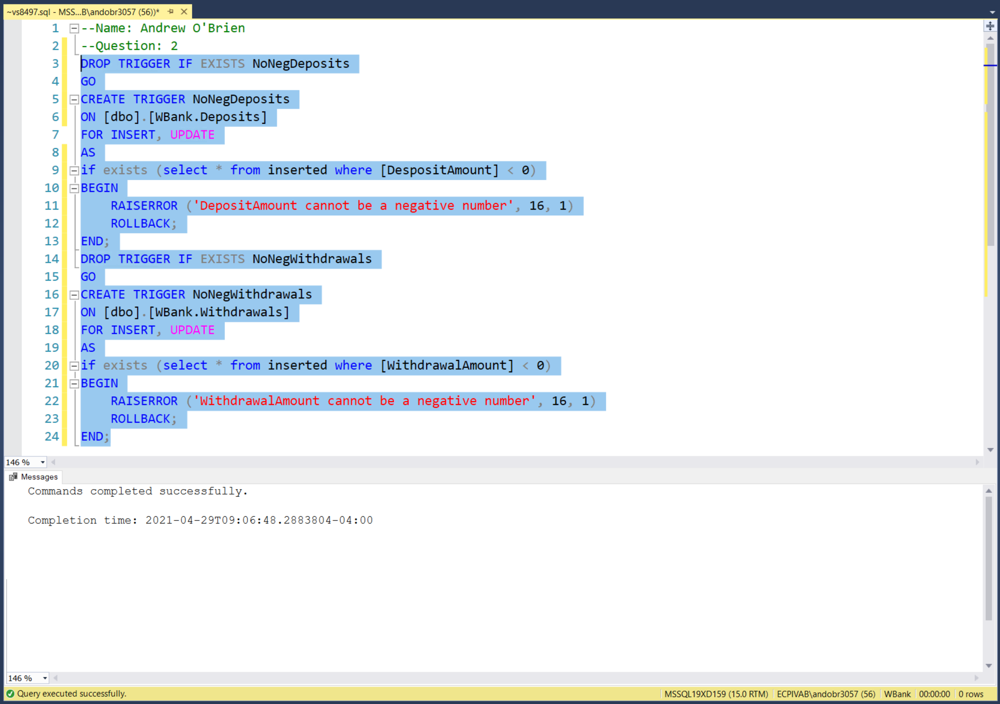 ~vs8497.sql - MSS...B\andobr3057 (56))*
1 --Name: Andrew O'Brien
2 --Question: 2
3 DROP TRIGGER IF EXISTS NoNegDeposits
4 GO
5 CREATE TRIGGER NoNegDeposits
6 ON [dbo].[WBank.Deposits]
7 FOR INSERT, UPDATE
8 AS
9 if exists (select * from inserted where [DespositAmount] < 0)
10 BEGIN
11 RAISERROR ('DepositAmount cannot be a negative number', 16, 1)
12 ROLLBACK;
13 END;
14 DROP TRIGGER IF EXISTS NoNegWithdrawals
15 GO
16 CREATE TRIGGER NoNegWithdrawals
17 ON [dbo].[WBank.Withdrawals]
18 FOR INSERT, UPDATE
19 AS
20 if exists (select * from inserted where [WithdrawalAmount] < 0)
21 BEGIN
22 RAISERROR ('WithdrawalAmount cannot be a negative number', 16, 1)
23 ROLLBACK;
24 END;
146 %
Messages
Commands completed successfully.
Completion time: 2021-04-29T09:06:48.2883804-04:00
146 %
Query executed successfully. MSSQL19XD159 (15.0 RTM) ECPIVAB\andobr3057 (56) WBank 00:00:00 0 rows